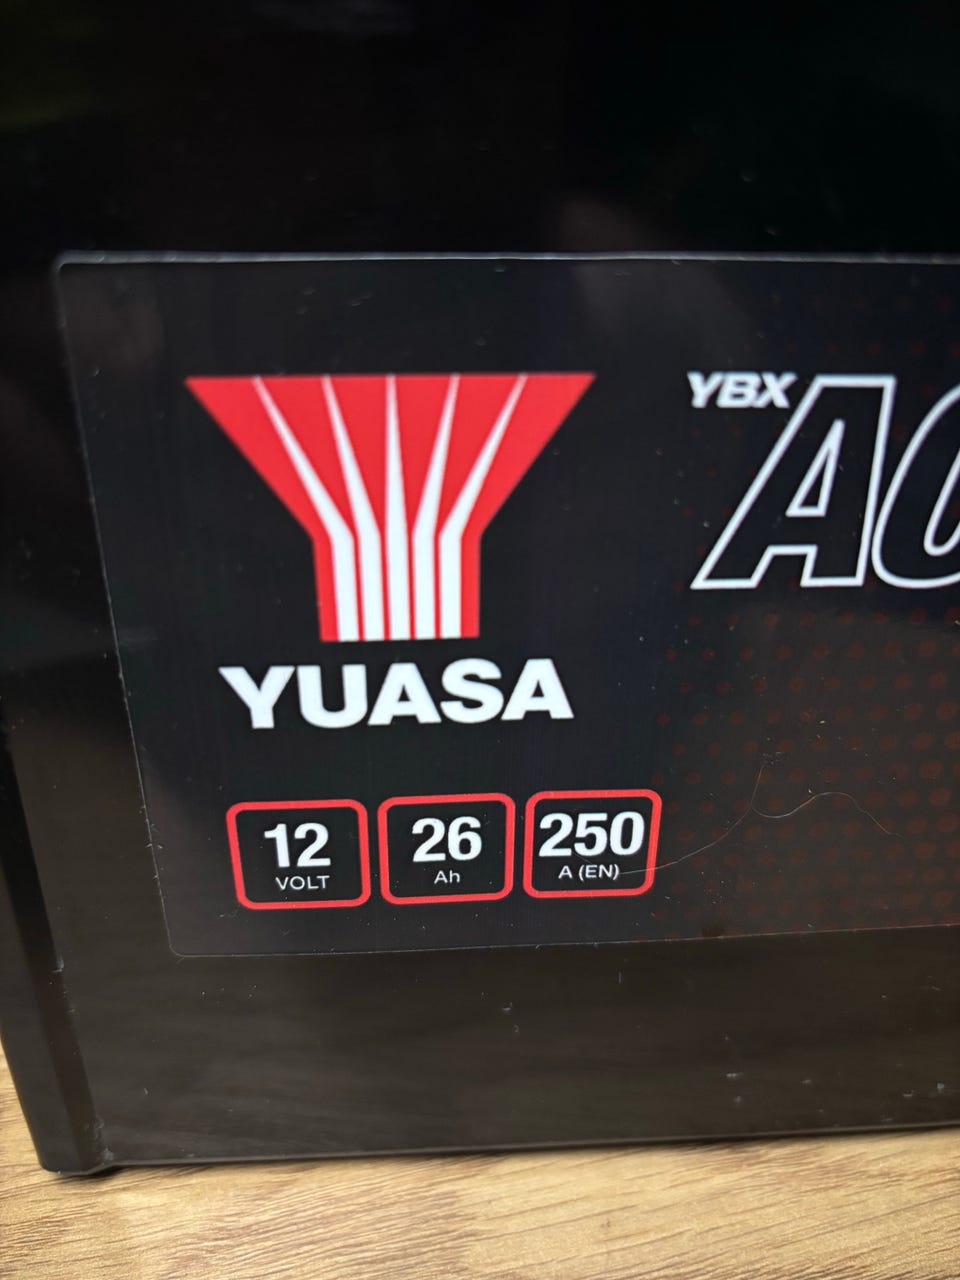 YUASA
12
VOLT
26
Ah
250
A (EN)
YBX
A